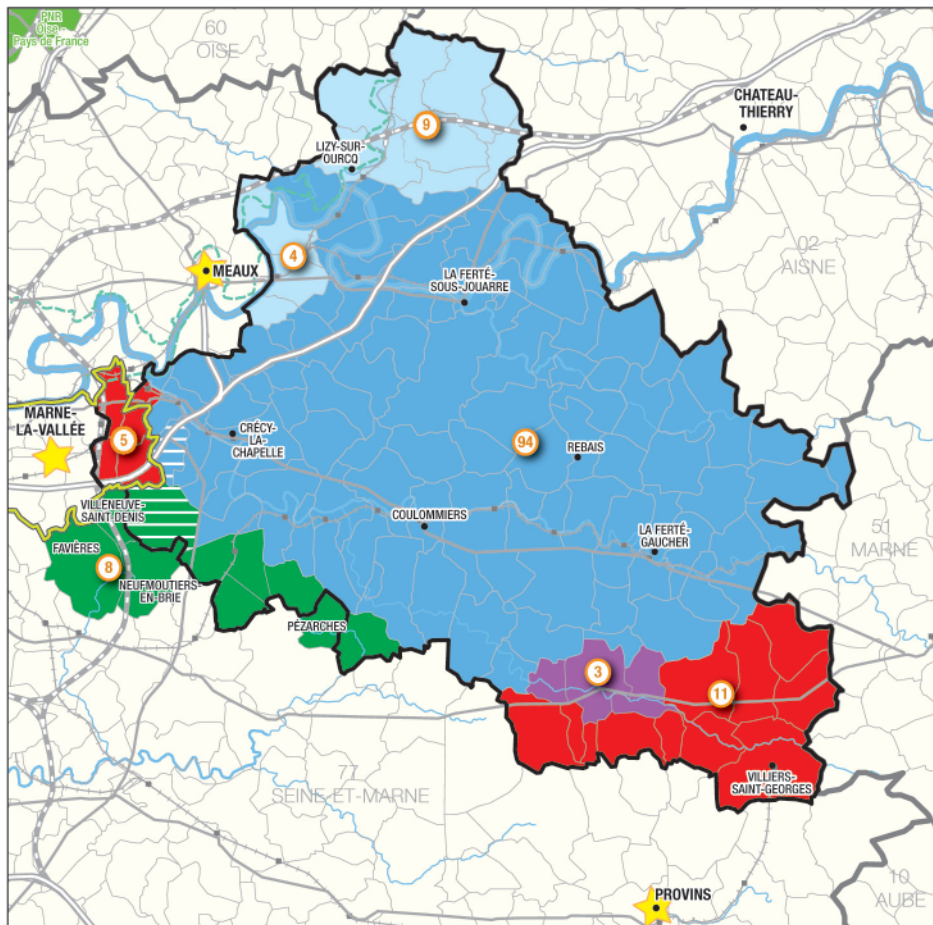 PNR
Oise -
Pays de France
60
OISE
CHATEAU-
THIERRY
9
LIZY-SUR-
OURCQ
02
AISNE
4
MEAUX
LA FERTÉ-
SOUS-JOUARRE
MARNE-
LA-VALLÉE
5
CRÉCY-
LA-
CHAPELLE
94
REBAIS
VILLENEUVE-
SAINT-DENIS
COULOMMIERS
51
MARNE
FAVIÈRES
8
LA FERTÉ-
GAUCHER
NEUFMOUTIERS-
EN-BRIE
PÉZARCHES
3
11
77
SEINE-ET-MARNE
VILLIERS-
SAINT-GEORGES
10
AUBE
PROVINS